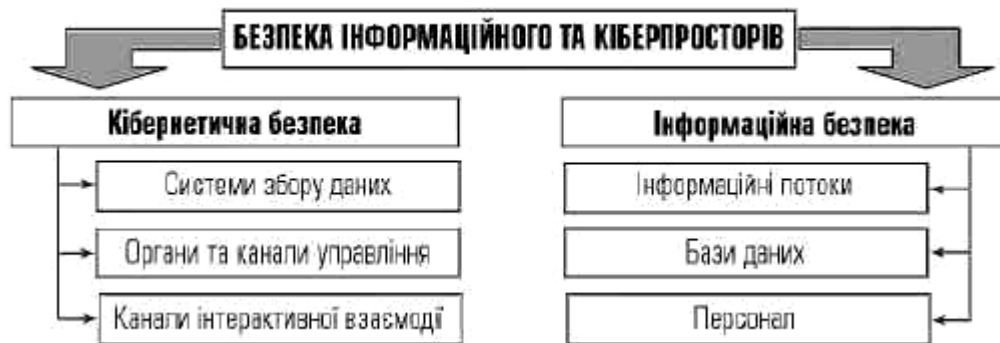 БЕЗПЕКА ІНФОРМАЦІЙНОГО ТА КІБЕРПРОСТОРІВ
Кібернетична безпека
Системи збору даних
Органи та канали управління
Канали інтерактивної взаємодії
Інформаційна безпека
Інформаційні потоки
Бази даних
Персонал